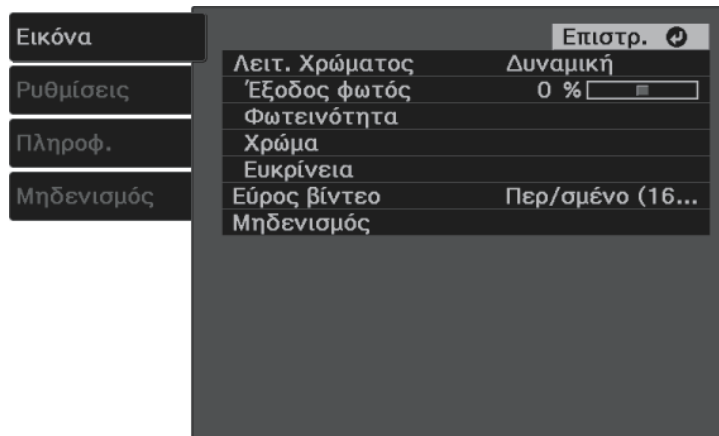 Εικόνα
Ρυθμίσεις
Πληροφ.
Μηδενισμός
Επιστρ.
Λειτ. Χρώματος Δυναμική
Έξοδος φωτός 0 %
Φωτεινότητα
Χρώμα
Ευκρίνεια
Εύρος βίντεο Περ/σμένο (16...
Μηδενισμός